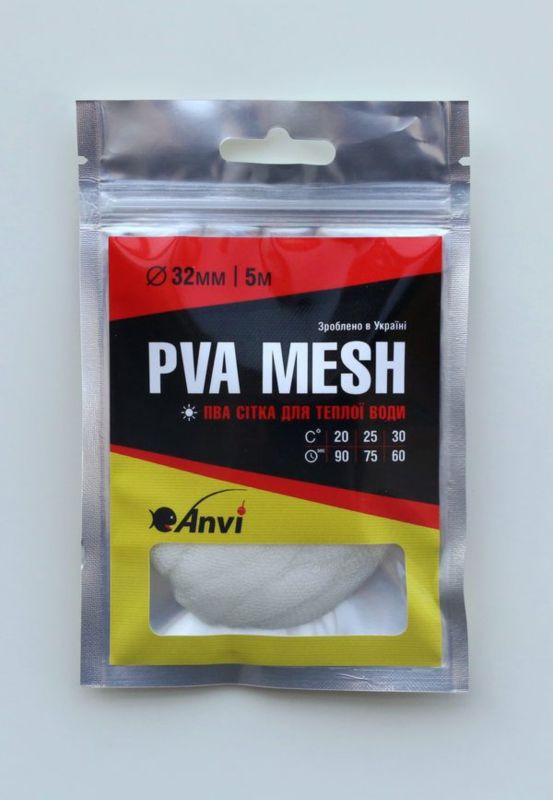 Ø 32мм | 5м
Зроблено в Україні
PVA MESH
ПВА СІТКА ДЛЯ ТЕПЛОЇ ВОДИ
C° | 20 | 25 | 30
90 | 75 | 60
Anvi